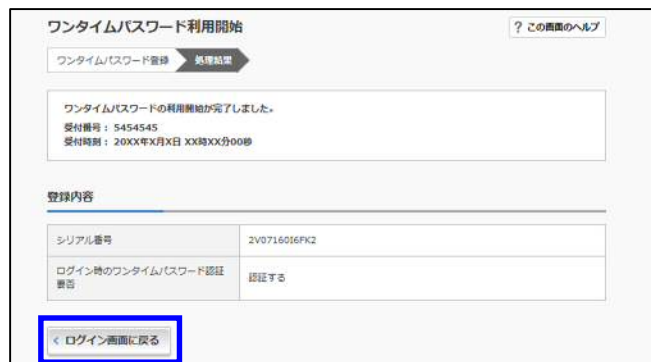 ワンタイムパスワード利用開始
? この画面のヘルプ
ワンタイムパスワード登録
処理結果
ワンタイムパスワードの利用開始が完了しました。
受付番号： 5454545
受付時刻： 20XX年X月X日 XX時XX分00秒
登録内容
シリアル番号
2V0716016FK2
ログイン時のワンタイムパスワード認証
要否
認証する
< ログイン画面に戻る